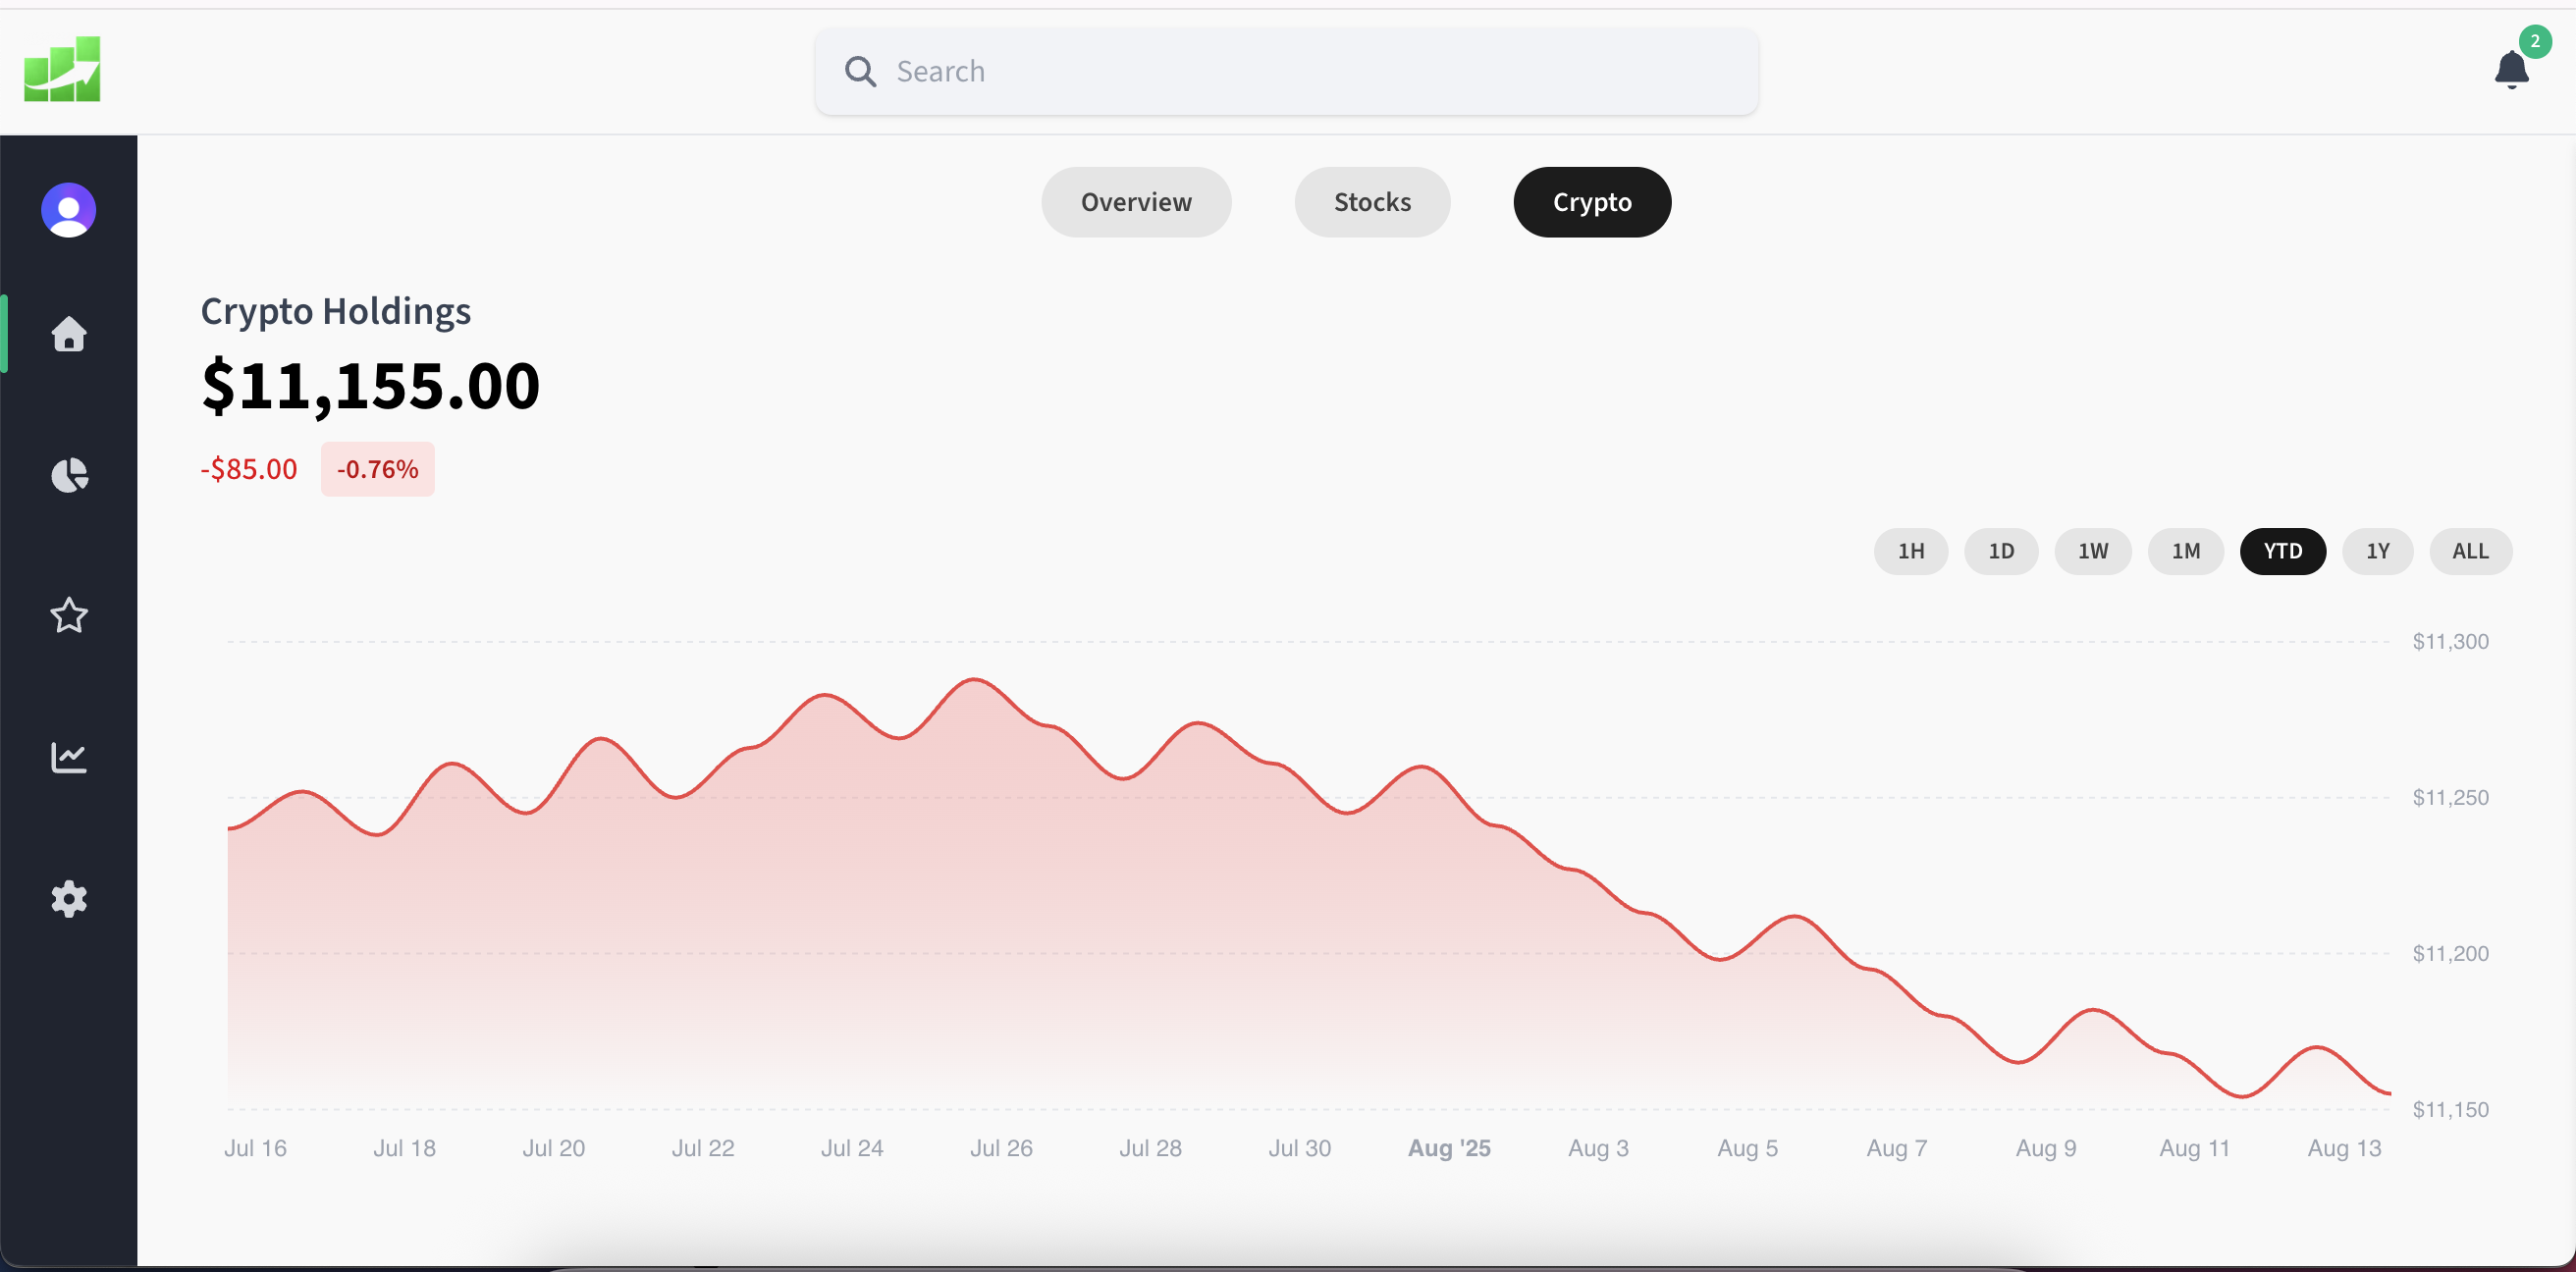 Search
2
Overview Stocks Crypto
Crypto Holdings
$11,155.00
-$85.00 -0.76%
1H 1D 1W 1M YTD 1Y ALL
$11,300
$11,250
$11,200
$11,150
Jul 16 Jul 18 Jul 20 Jul 22 Jul 24 Jul 26 Jul 28 Jul 30 Aug '25 Aug 3 Aug 5 Aug 7 Aug 9 Aug 11 Aug 13